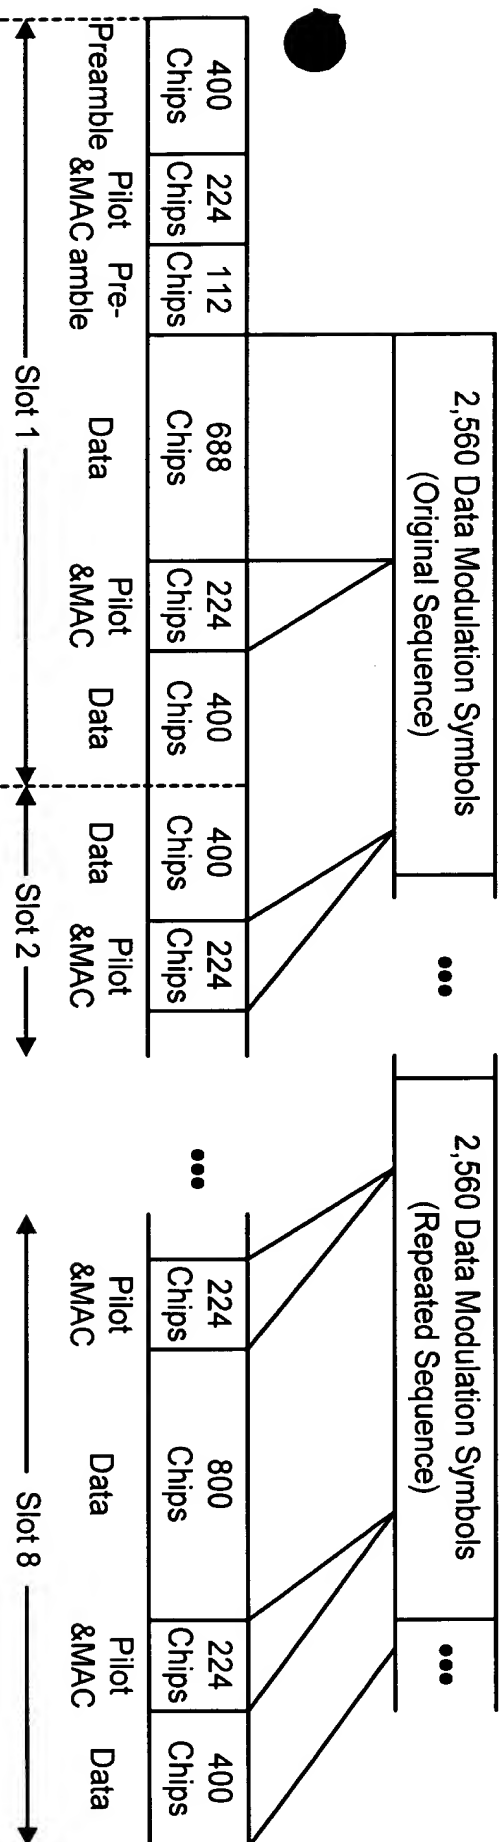 2,560 Data Modulation Symbols
(Original Sequence)
•••
2,560 Data Modulation Symbols
(Repeated Sequence)
•••
400
Chips
224
Chips
112
Chips
688
Chips
224
Chips
400
Chips
400
Chips
224
Chips
•••
224
Chips
800
Chips
224
Chips
400
Chips
Preamble
Pilot
&MAC
Pre-
amble
Data
Pilot
&MAC
Data
Data
Pilot
&MAC
Pilot
&MAC
Data
Pilot
&MAC
Data
Slot 1
Slot 2
Slot 8